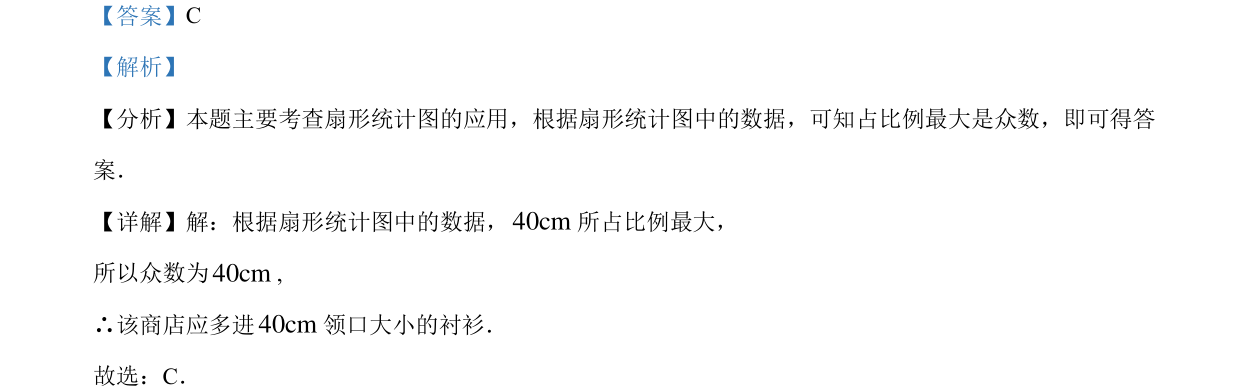 【答案】C
【解析】
【分析】本题主要考查扇形统计图的应用，根据扇形统计图中的数据，可知占比例最大是众数，即可得答
案．
【详解】解：根据扇形统计图中的数据，40cm 所占比例最大，
所以众数为40cm ,
∴该商店应多进40cm 领口大小的衬衫．
故选：C．